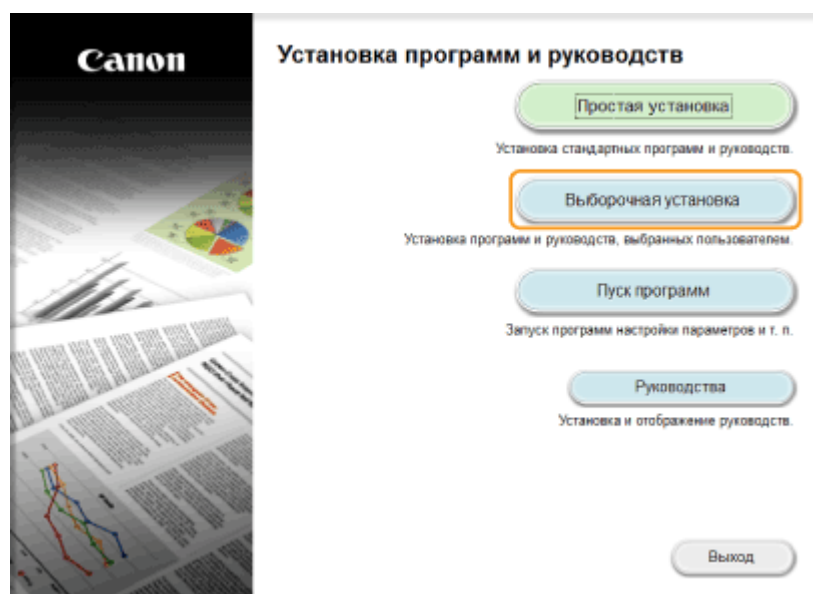 Canon
Установка программ и руководств
Простая установка
Установка стандартных программ и руководств.
Выборочная установка
Установка программ и руководств, выбранных пользователем.
Пуск программ
Запуск программ настройки параметров и т. п.
Руководства
Установка и отображение руководств.
Выход